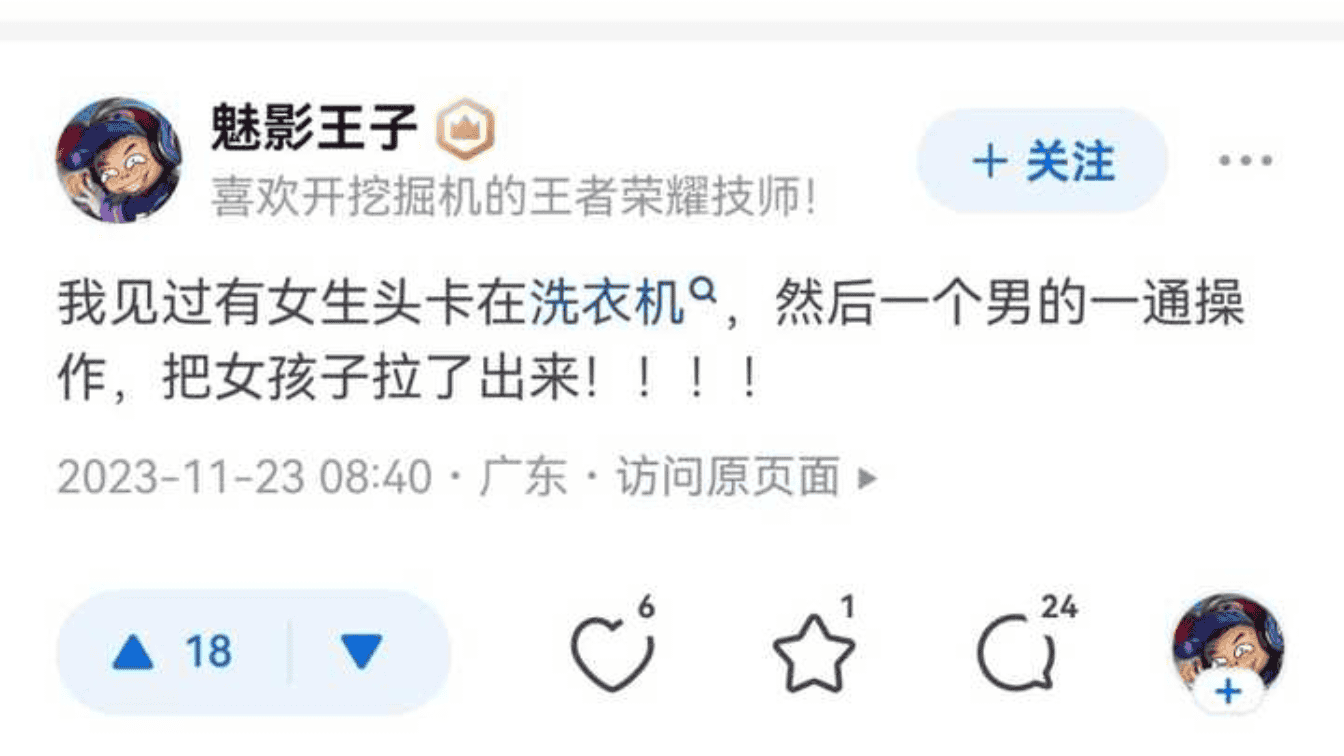 魅影王子
喜欢开挖掘机的王者荣耀技师!
+ 关注
我见过有女生头卡在洗衣机，然后一个男的一通操
作，把女孩子拉了出来！！！！
2023-11-23 08:40 · 广东 · 访问原页面
18
6
1
24